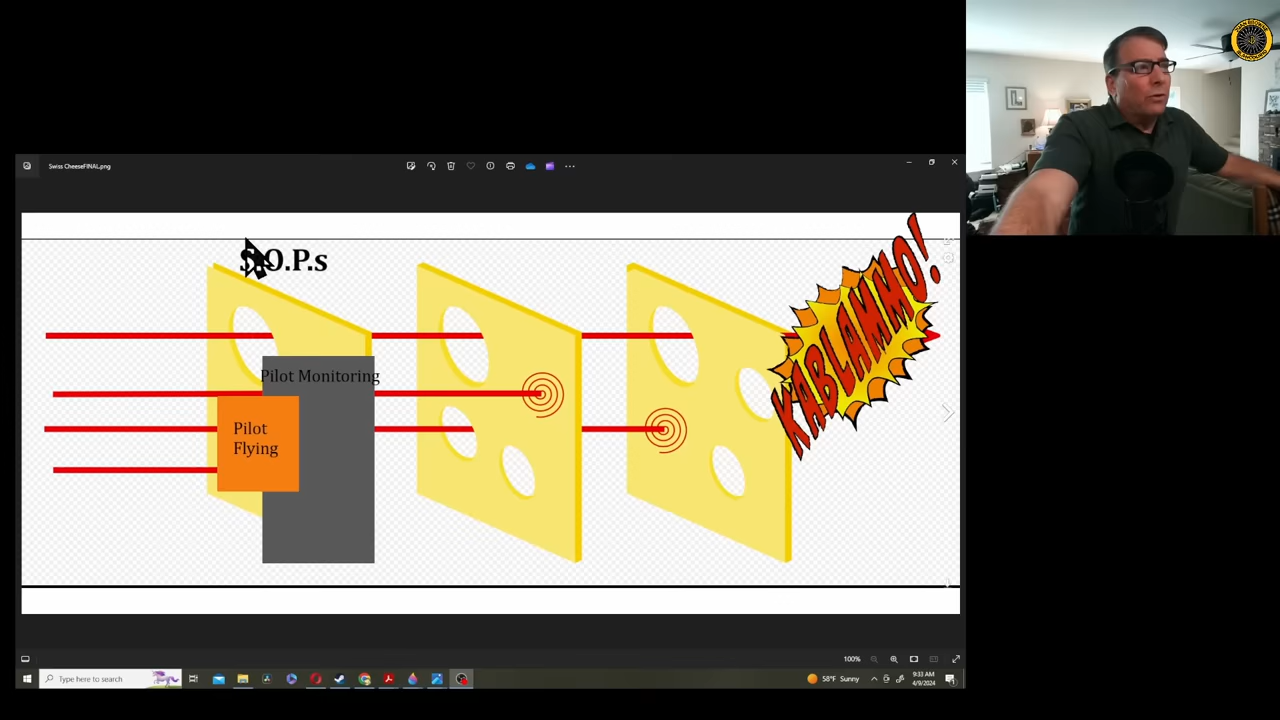 Swiss CheeseFINAL.png
S.O.P.s
KABLAMMO!
Pilot Monitoring
Pilot
Flying
100%
Type here to search
58°F Sunny
9:33 AM
4/9/2024